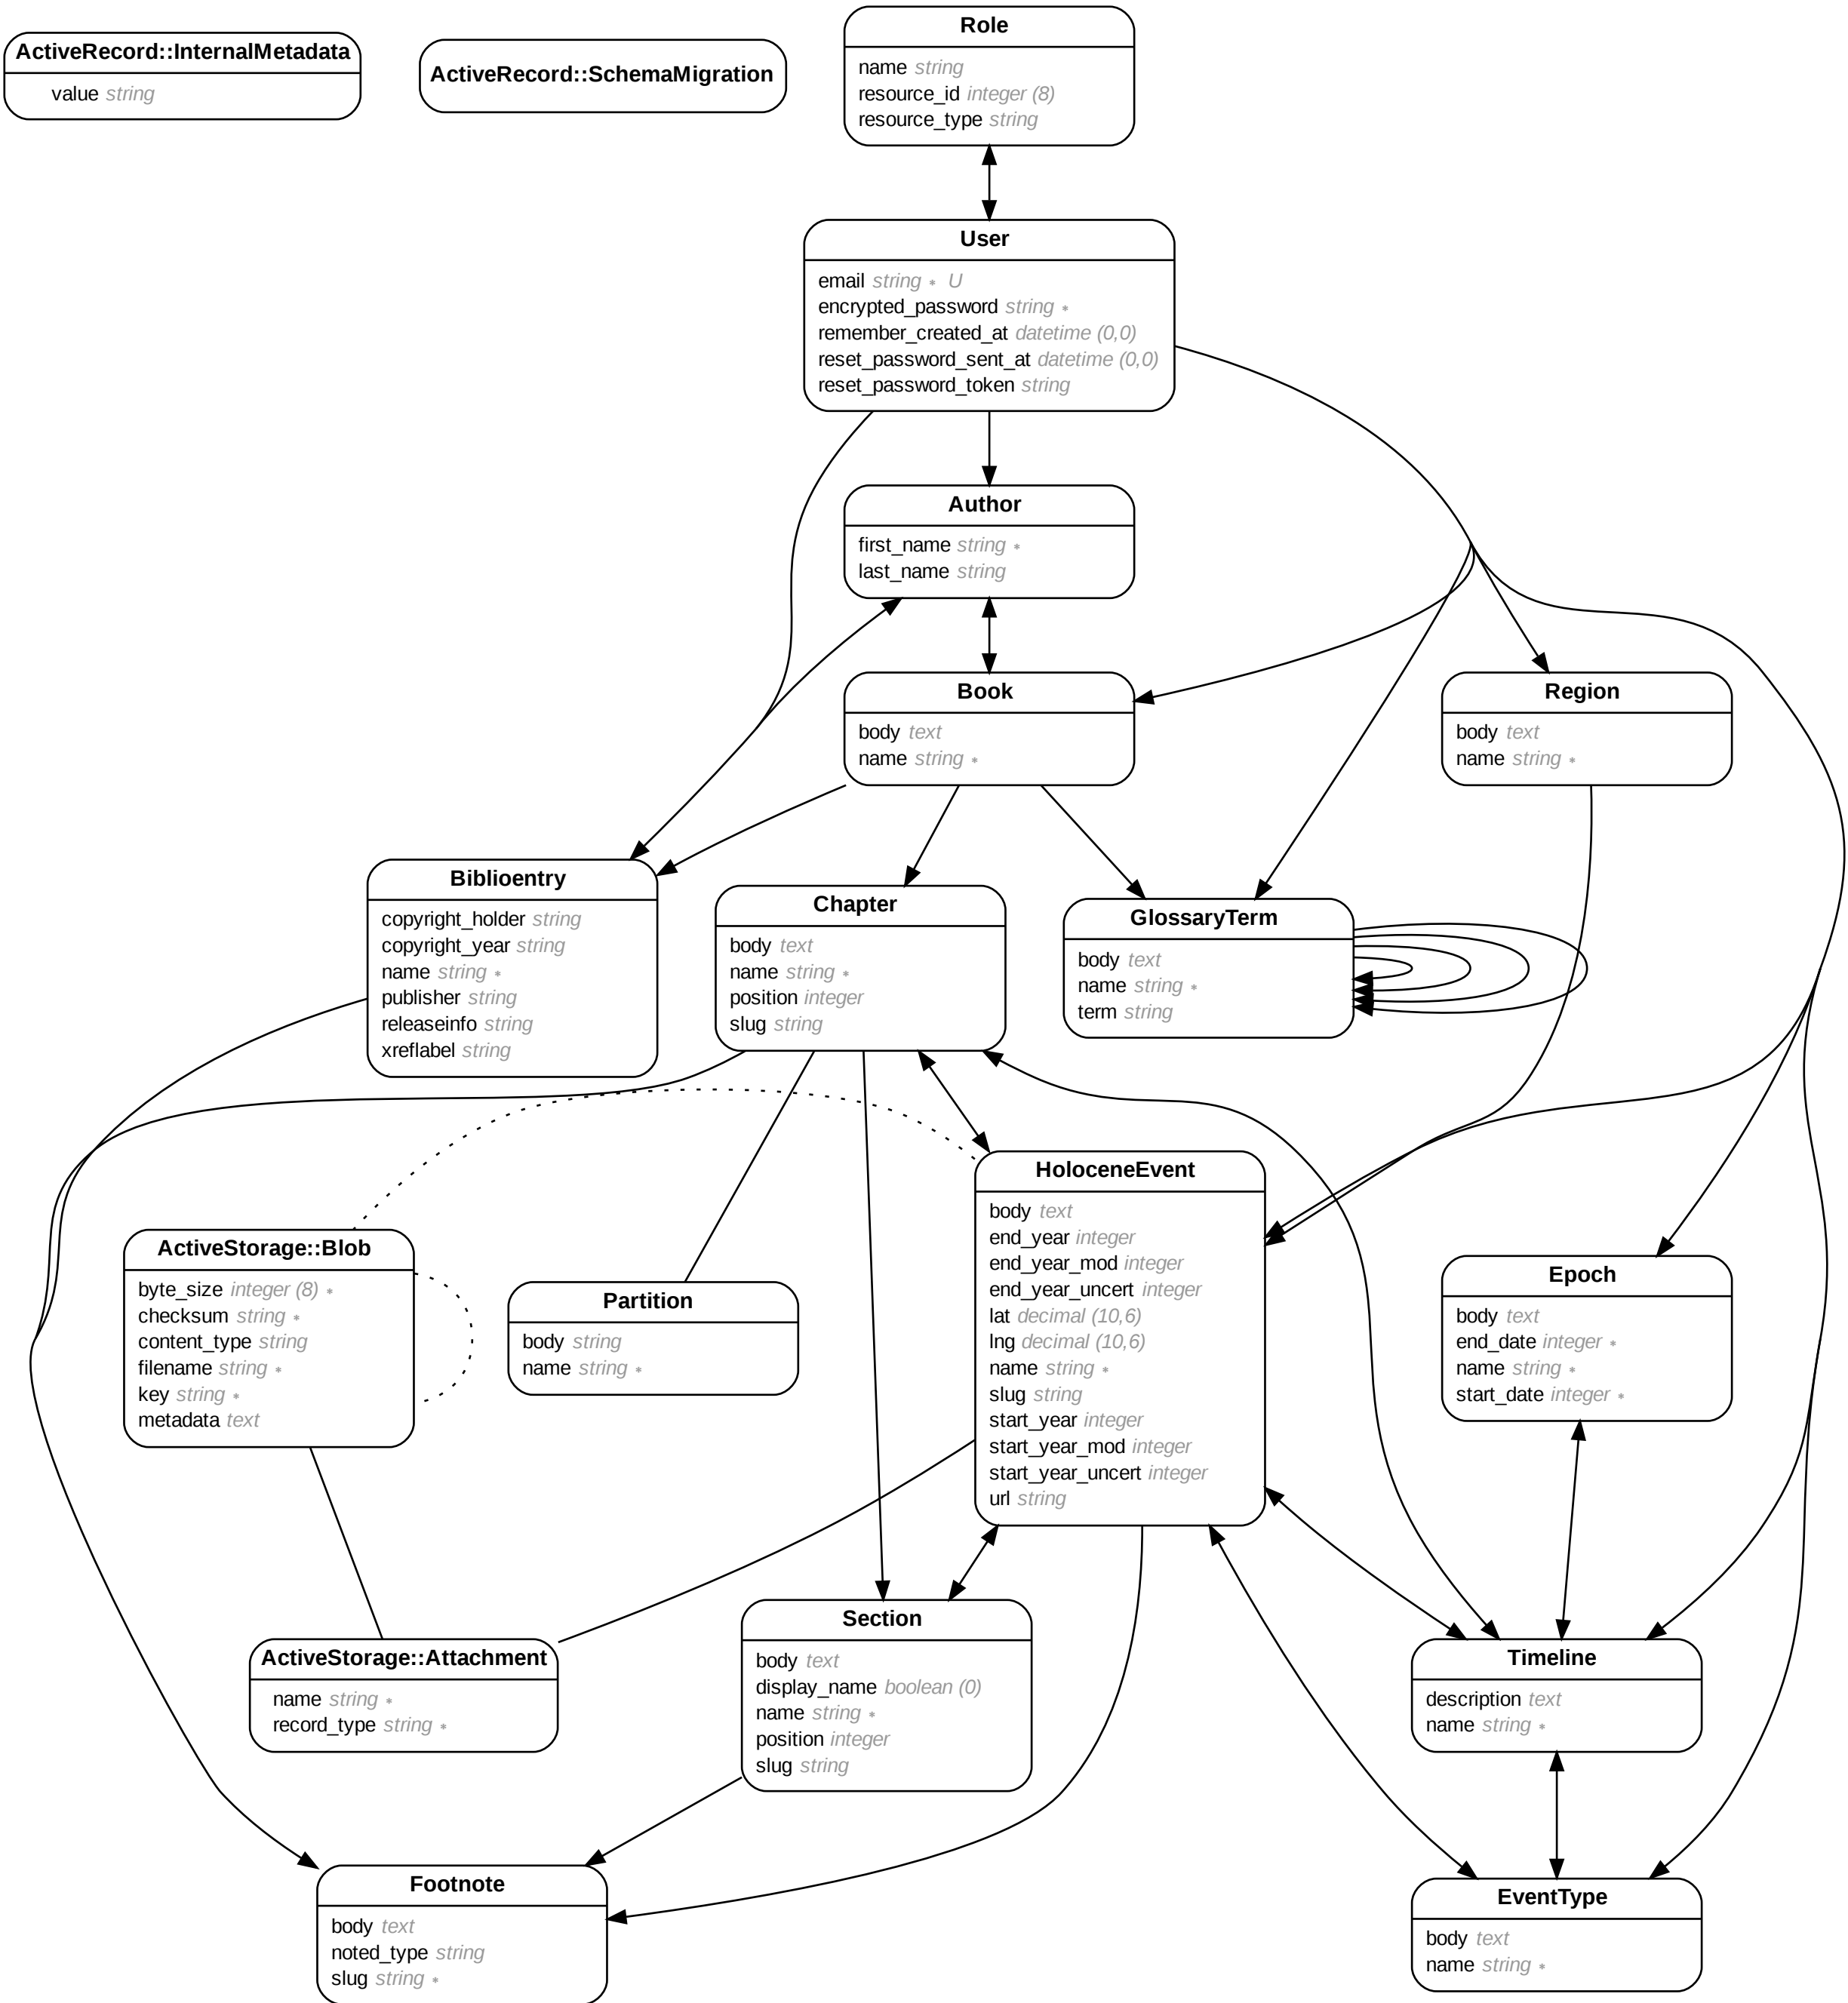 ActiveRecord::InternalMetadata
value string
ActiveRecord::SchemaMigration
Role
name string
resource_id integer (8)
resource_type string
User
email string * U
encrypted_password string *
remember_created_at datetime (0,0)
reset_password_sent_at datetime (0,0)
reset_password_token string
Author
first_name string *
last_name string
Book
body text
name string *
Region
body text
name string *
Biblioentry
copyright_holder string
copyright_year string
name string *
publisher string
releaseinfo string
xreflabel string
Chapter
body text
name string *
position integer
slug string
GlossaryTerm
body text
name string *
term string
HoloceneEvent
body text
end_year integer
end_year_mod integer
end_year_uncert integer
lat decimal (10,6)
lng decimal (10,6)
name string *
slug string
start_year integer
start_year_mod integer
start_year_uncert integer
url string
ActiveStorage::Blob
byte_size integer (8) *
checksum string *
content_type string
filename string *
key string *
metadata text
Partition
body string
name string *
Epoch
body text
end_date integer *
name string *
start_date integer *
ActiveStorage::Attachment
name string *
record_type string *
Section
body text
display_name boolean (0)
name string *
position integer
slug string
Timeline
description text
name string *
Footnote
body text
noted_type string
slug string *
EventType
body text
name string *